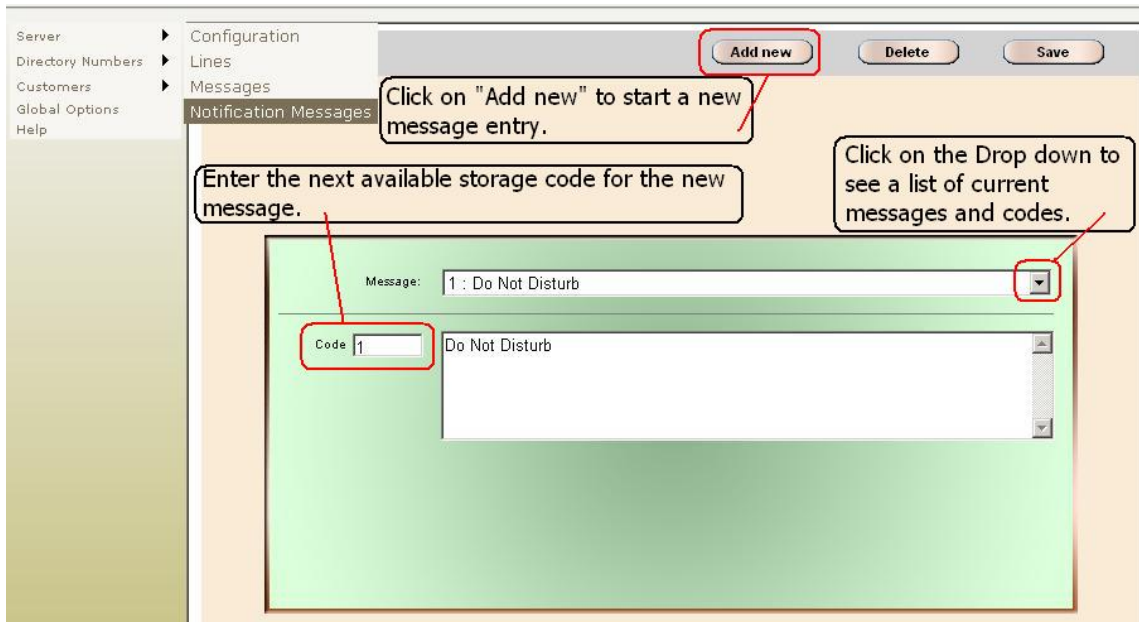 Server
Directory Numbers
Customers
Global Options
Help
Configuration
Lines
Messages
Notification Messages
Add new
Delete
Save
Click on "Add new" to start a new
message entry.
Click on the Drop down to
see a list of current
messages and codes.
Enter the next available storage code for the new
message.
Message:
1 : Do Not Disturb
Code 1
Do Not Disturb